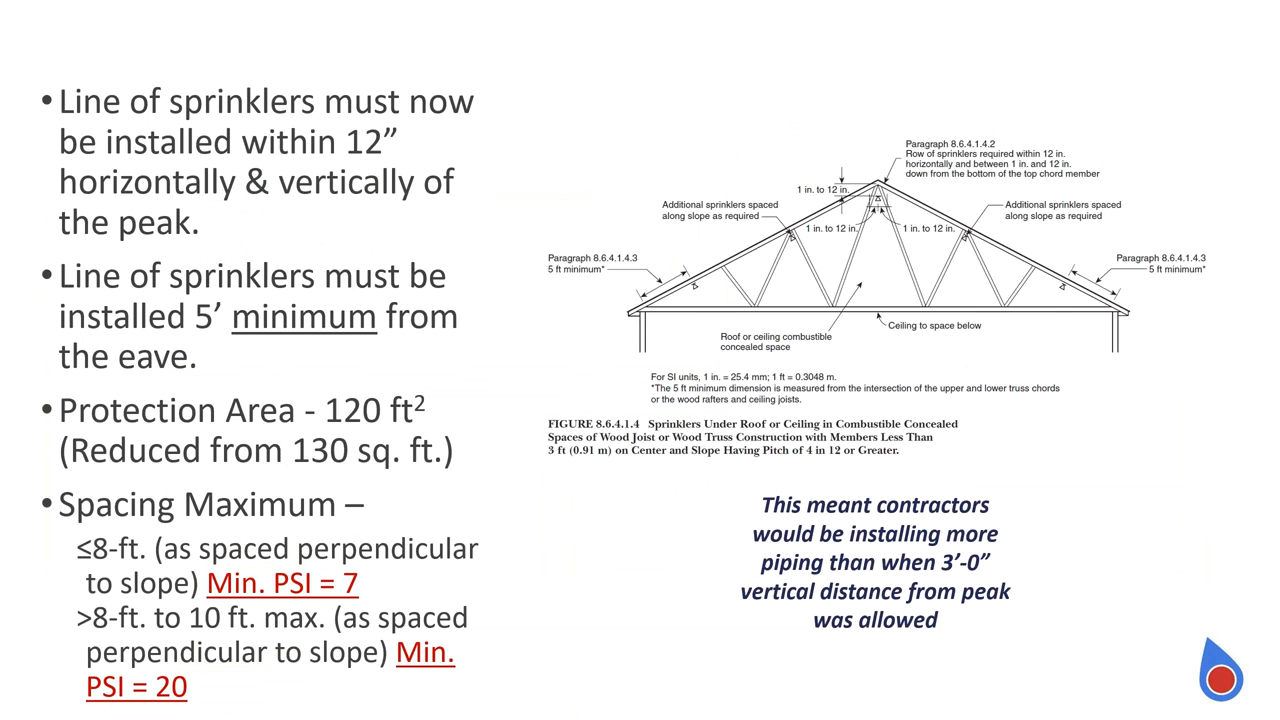 • Line of sprinklers must now
be installed within 12”
horizontally & vertically of
the peak.
• Line of sprinklers must be
installed 5’ minimum from
the eave.
• Protection Area - 120 ft²
(Reduced from 130 sq. ft.)
• Spacing Maximum –
≤8-ft. (as spaced perpendicular
to slope) Min. PSI = 7
>8-ft. to 10 ft. max. (as spaced
perpendicular to slope) Min.
PSI = 20
Paragraph 8.6.4.1.4.2
Row of sprinklers required within 12 in.
horizontally and between 1 in. and 12 in.
down from the bottom of the top chord member
1 in. to 12 in.
Additional sprinklers spaced
along slope as required
Additional sprinklers spaced
along slope as required
1 in. to 12 in.
1 in. to 12 in.
Paragraph 8.6.4.1.4.3
5 ft minimum*
Paragraph 8.6.4.1.4.3
5 ft minimum*
Ceiling to space below
Roof or ceiling combustible
concealed space
For SI units, 1 in. = 25.4 mm; 1 ft = 0.3048 m.
*The 5 ft minimum dimension is measured from the intersection of the upper and lower truss chords
or the wood rafters and ceiling joists.
FIGURE 8.6.4.1.4 Sprinklers Under Roof or Ceiling in Combustible Concealed
Spaces of Wood Joist or Wood Truss Construction with Members Less Than
3 ft (0.91 m) on Center and Slope Having Pitch of 4 in 12 or Greater.
This meant contractors
would be installing more
piping than when 3’-0”
vertical distance from peak
was allowed